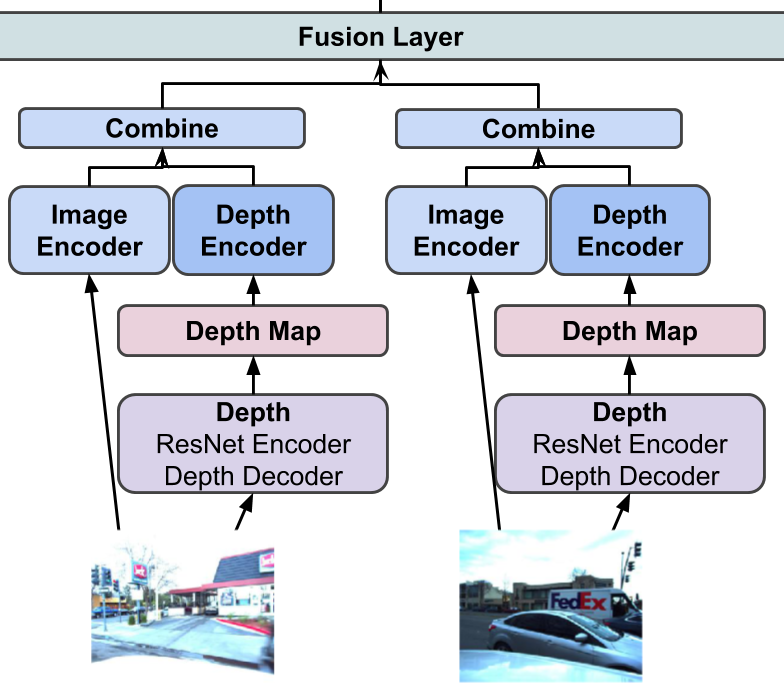 Fusion Layer
Combine
Combine
Image
Encoder
Depth
Encoder
Image
Encoder
Depth
Encoder
Depth Map
Depth Map
Depth
ResNet Encoder
Depth Decoder
Depth
ResNet Encoder
Depth Decoder
FedEx